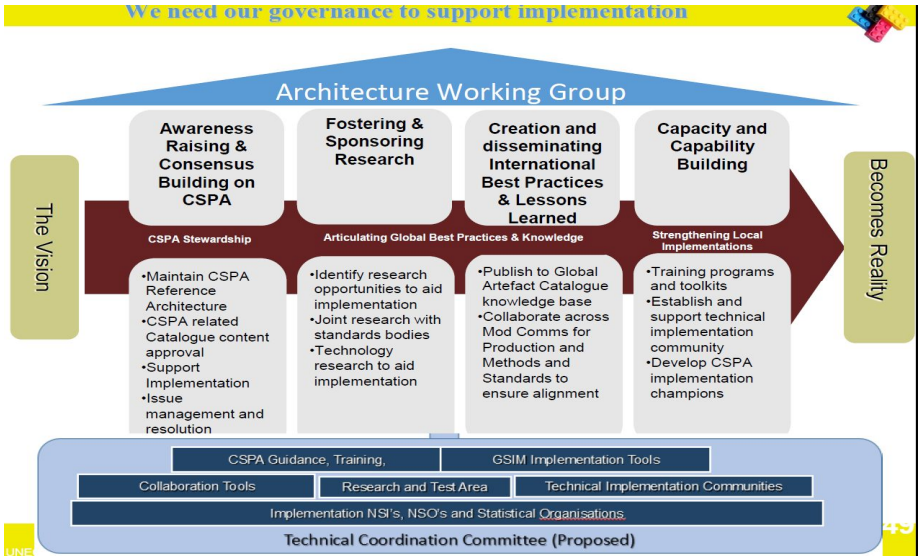 We need our governance to support implementation
Architecture Working Group
Awareness
Raising &
Consensus
Building on
CSPA
Fostering &
Sponsoring
Research
Creation and
disseminating
International
Best Practices
& Lessons
Learned
Capacity and
Capability
Building
The Vision
Becomes Reality
CSPA Stewardship
Articulating Global Best Practices & Knowledge
Strengthening Local
Implementations
•Maintain CSPA
Reference
Architecture
•CSPA related
Catalogue content
approval
•Support
Implementation
•Issue
management and
resolution
•Identify research
opportunities to aid
implementation
•Joint research with
standards bodies
•Technology
research to aid
implementation
•Publish to Global
Artefact Catalogue
knowledge base
•Collaborate across
Mod Comms for
Production and
Methods and
Standards to
ensure alignment
•Training programs
and toolkits
•Establish and
support technical
implementation
community
•Develop CSPA
implementation
champions
CSPA Guidance, Training,
GSIM Implementation Tools
Collaboration Tools
Research and Test Area
Technical Implementation Communities
Implementation NSI's, NSO's and Statistical Organisations
Technical Coordination Committee (Proposed)
49